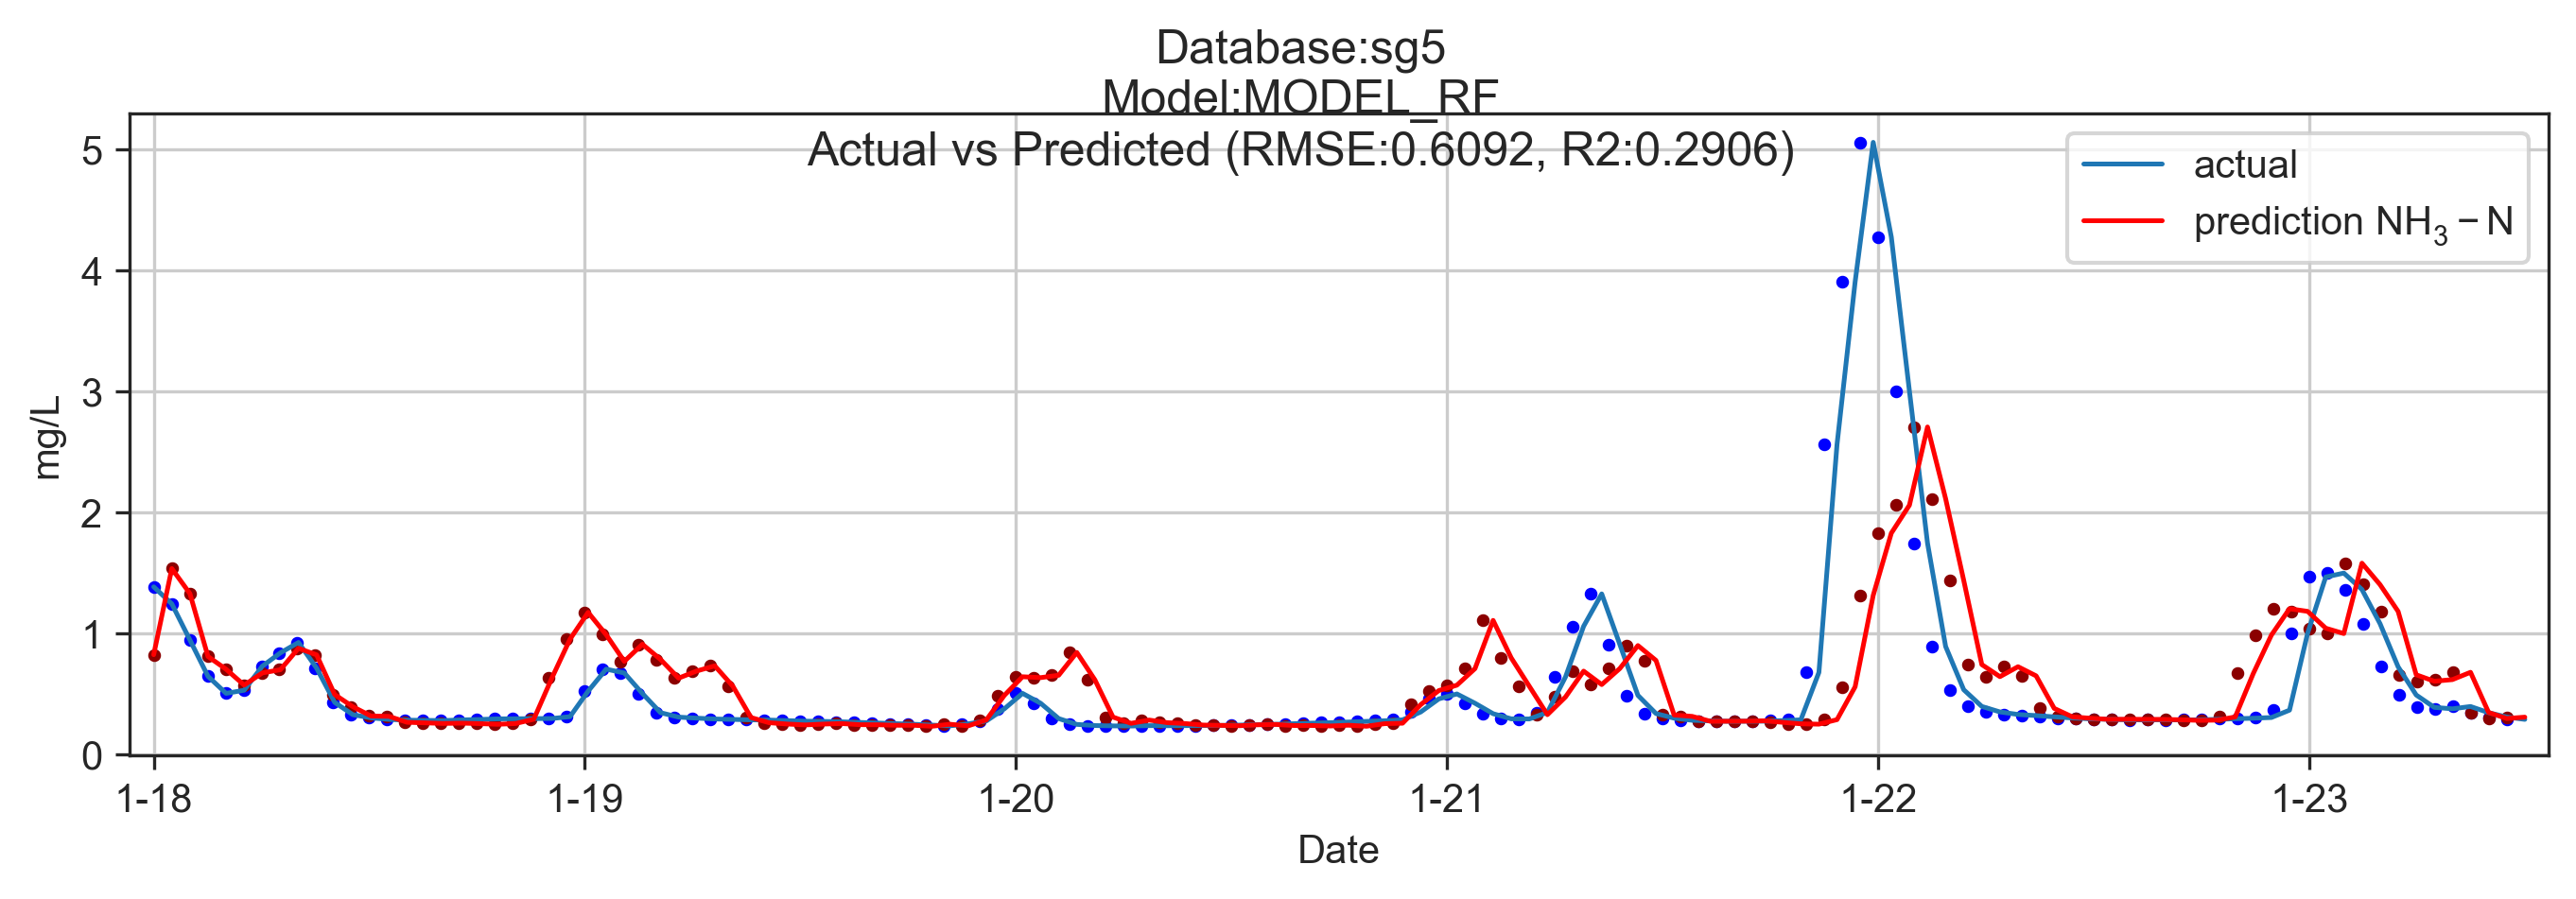 Database:sg5
Model:MODEL_RF
Actual vs Predicted (RMSE:0.6092, R2:0.2906)
actual
prediction NH₃ − N
mg/L
5
4
3
2
1
0
1-18 1-19 1-20 1-21 1-22 1-23
Date